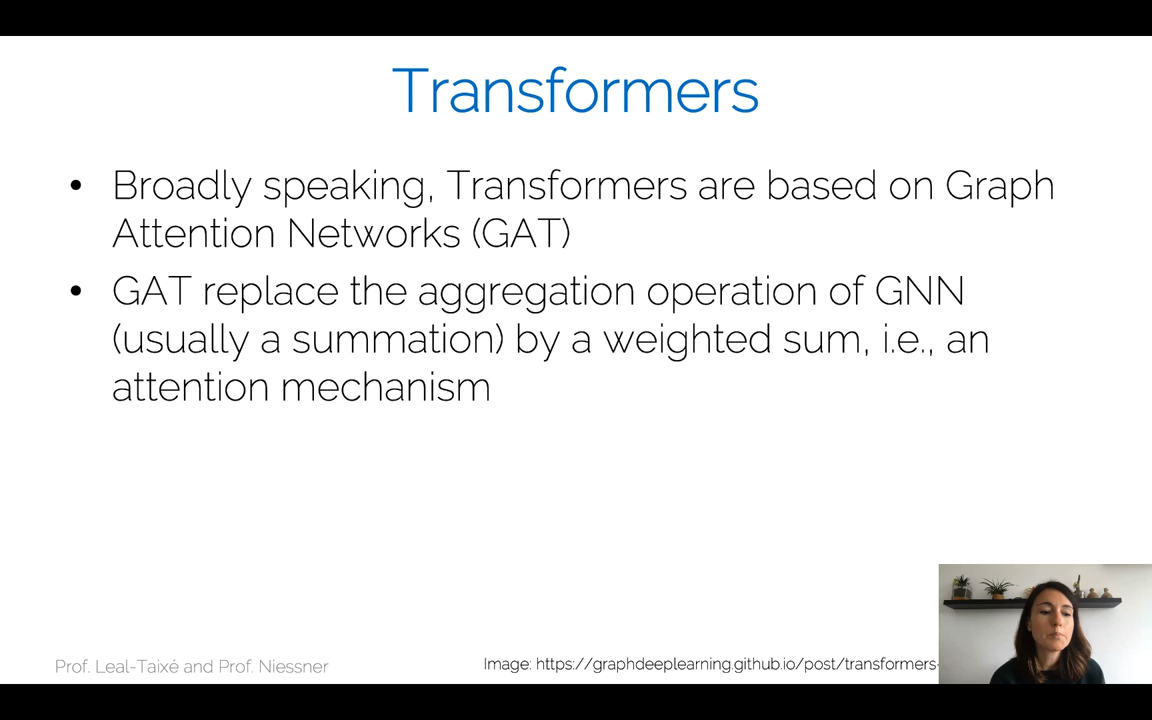 Transformers
• Broadly speaking, Transformers are based on Graph
Attention Networks (GAT)
• GAT replace the aggregation operation of GNN
(usually a summation) by a weighted sum, i.e., an
attention mechanism
Prof. Leal-Taixé and Prof. Niessner
Image: https://graphdeeplearning.github.io/post/transformers-